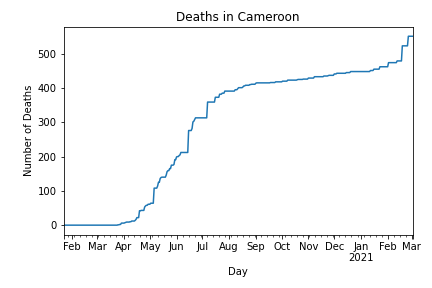 Deaths in Cameroon
Number of Deaths
500
400
300
200
100
0
Feb Mar Apr May Jun Jul Aug Sep Oct Nov Dec Jan Feb Mar
2021
Day